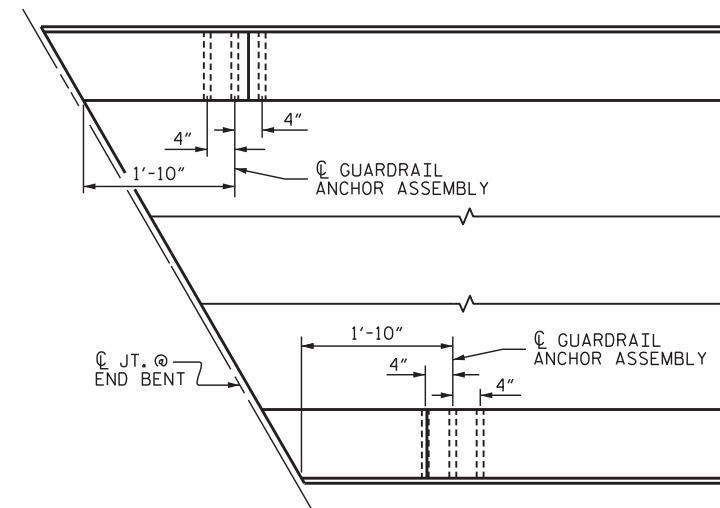 4″
4″
1′-10″
℄ GUARDRAIL
ANCHOR ASSEMBLY
1′-10″
℄ GUARDRAIL
ANCHOR ASSEMBLY
4″
4″
℄ JT. @
END BENT